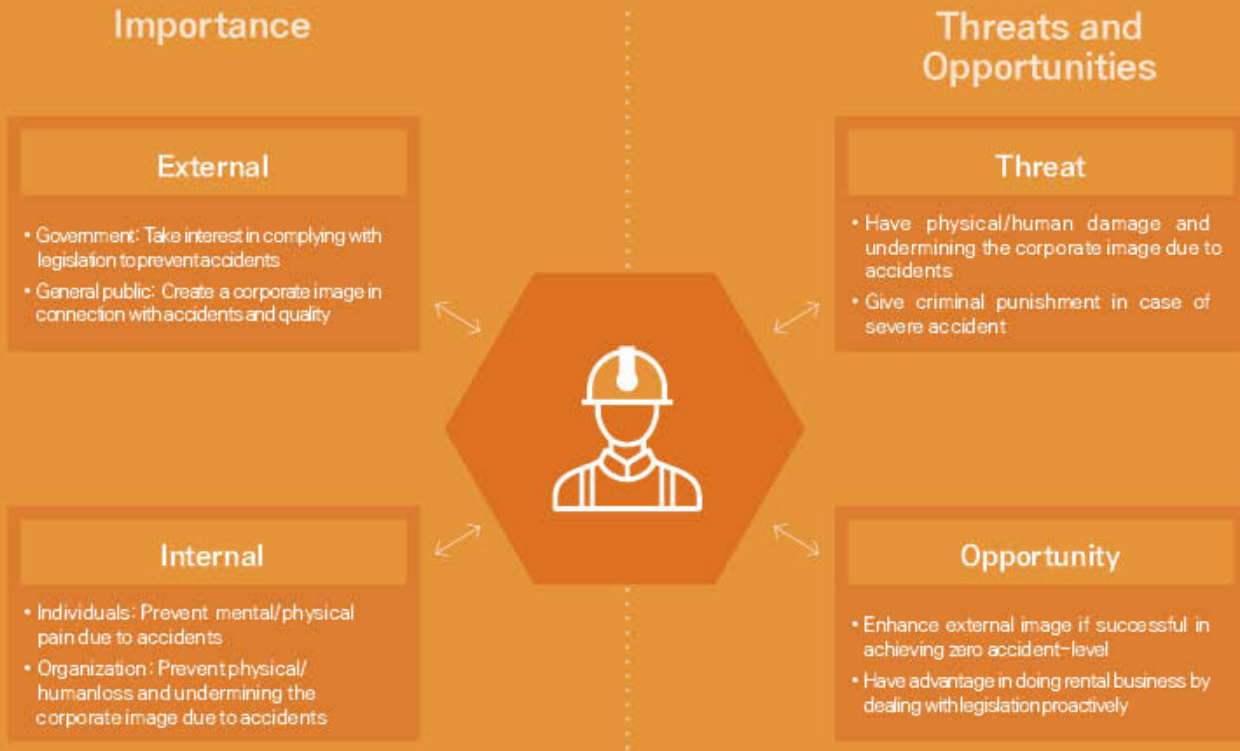 Importance
External
• Government: Take interest in complying with
legislation to prevent accidents
• General public: Create a corporate image in
connection with accidents and quality
Internal
• Individuals: Prevent mental/physical
pain due to accidents
• Organization: Prevent physical/
humanloss and undermining the
corporate image due to accidents
Threats and
Opportunities
Threat
• Have physical/human damage and
undermining the corporate image due to
accidents
• Give criminal punishment in case of
severe accident
Opportunity
• Enhance external image if successful in
achieving zero accident-level
• Have advantage in doing rental business by
dealing with legislation proactively